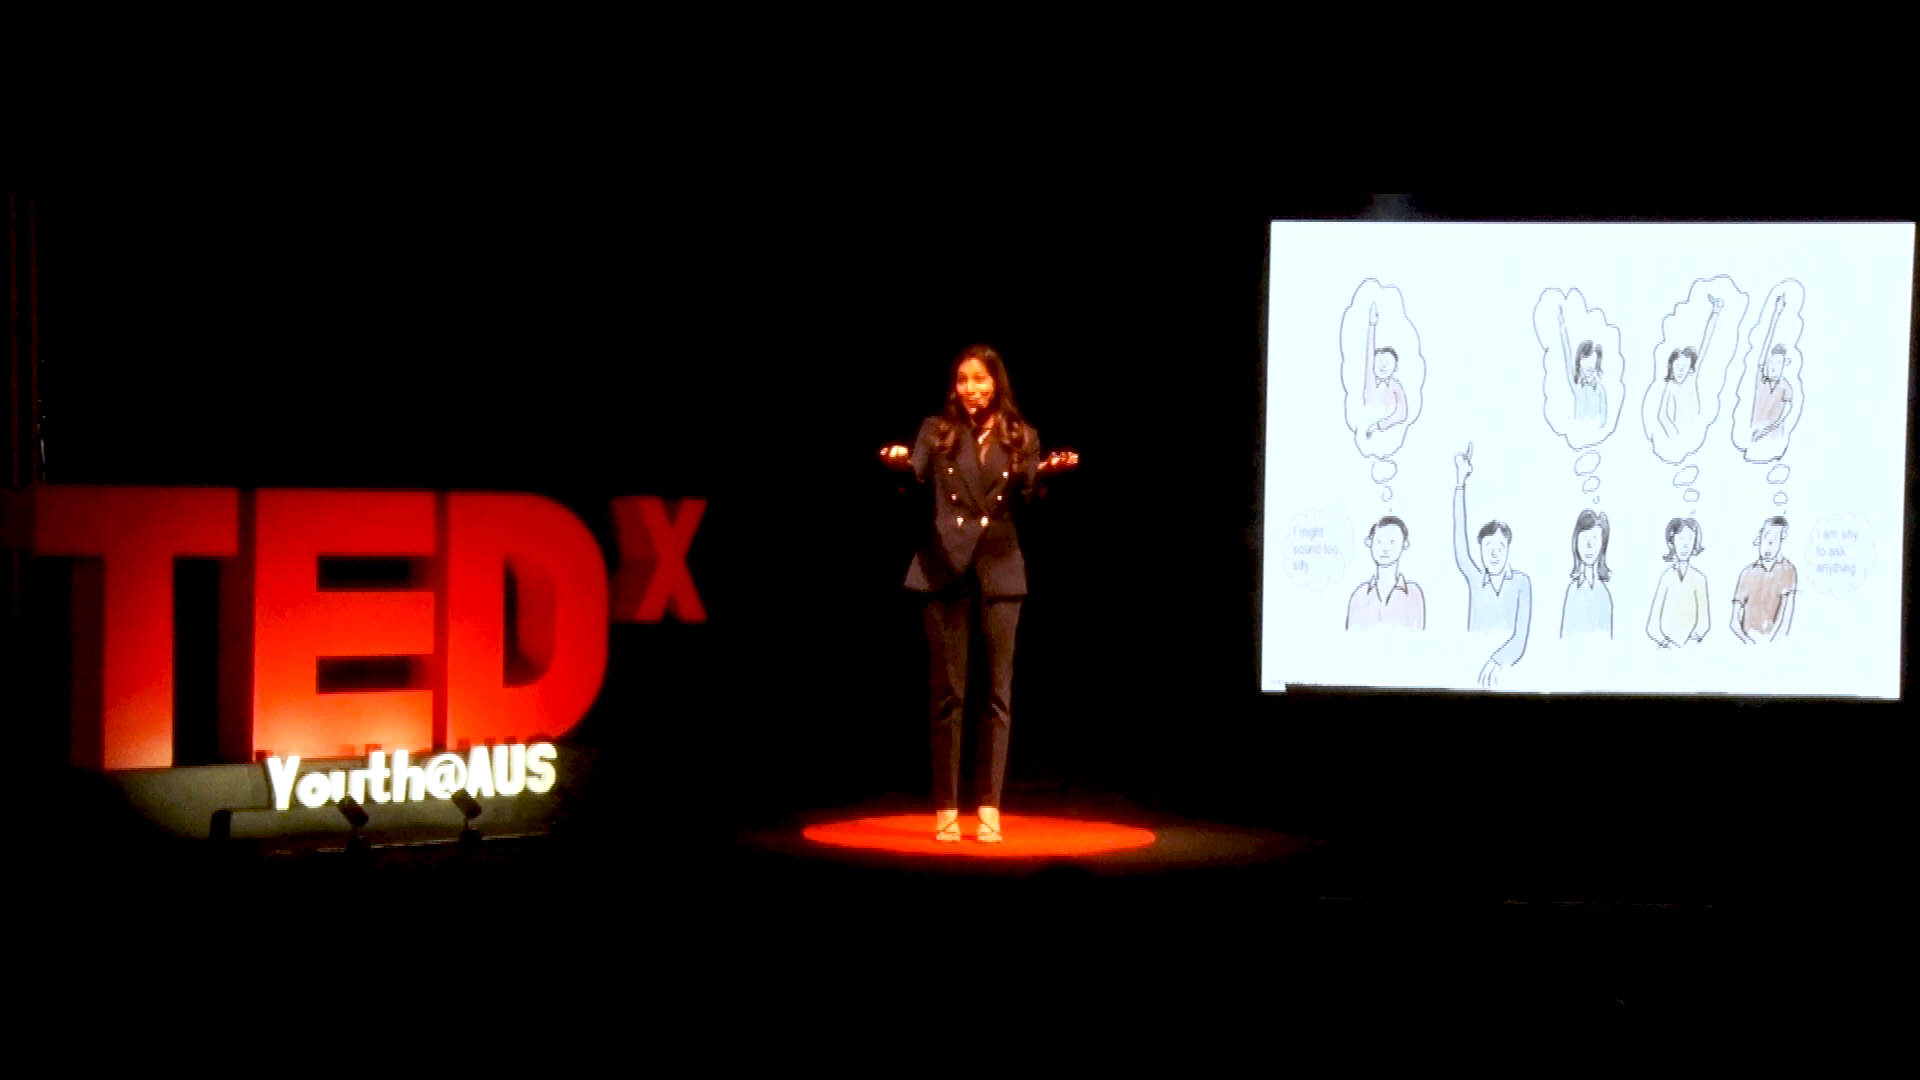 TEDx
Youth@AUS
I might
sound too
silly
I am shy
to ask
anything